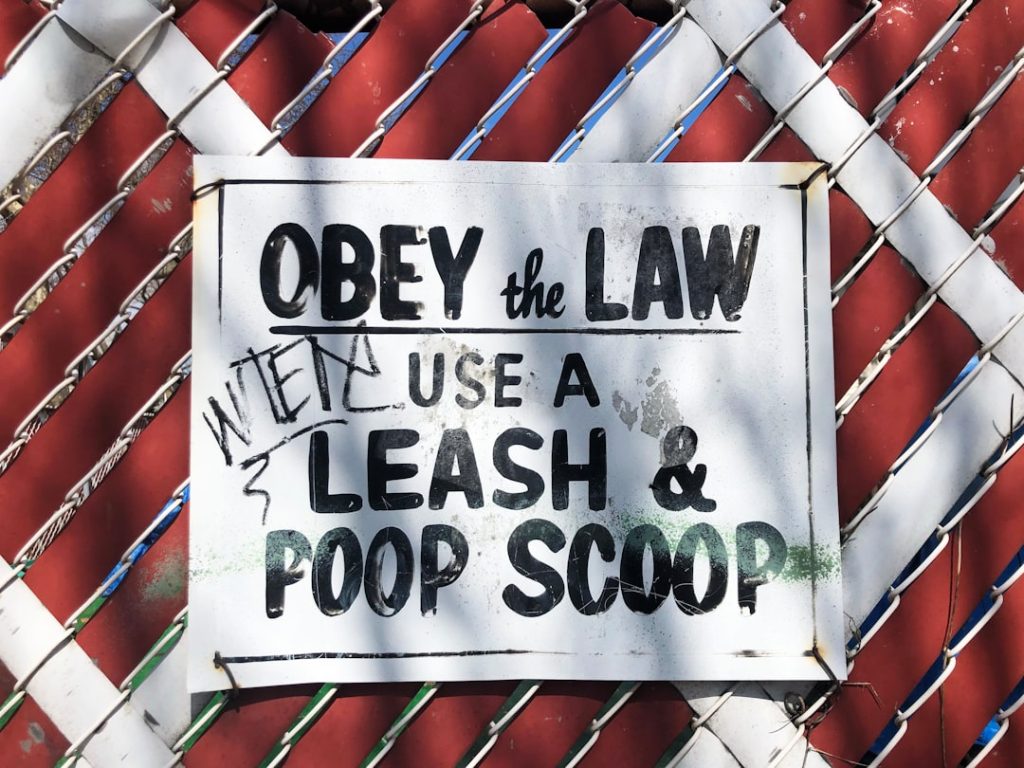 OBEY the LAW
USE A
LEASH &
POOP SCOOP